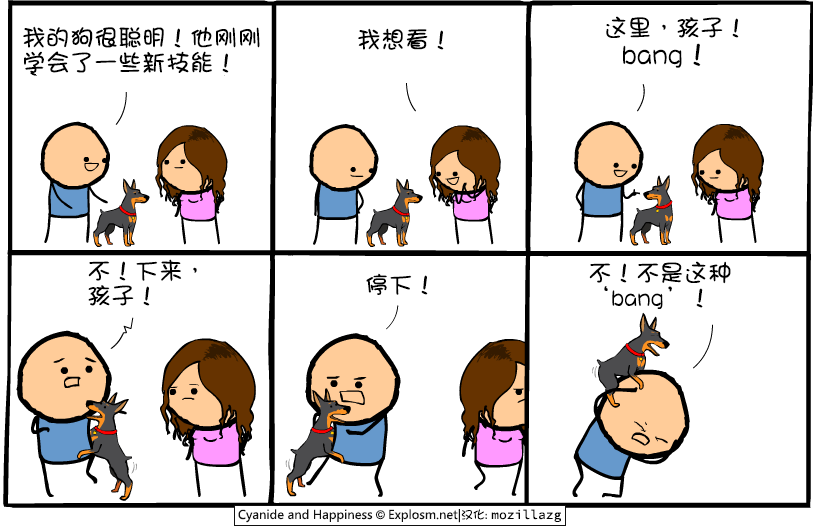 我的狗很聪明！他刚刚
学会了一些新技能！
我想看！
这里，孩子！
bang！
不！下来，
孩子！
停下！
不！不是这种
‘bang’！
Cyanide and Happiness © Explosm.net|汉化: mozillazg